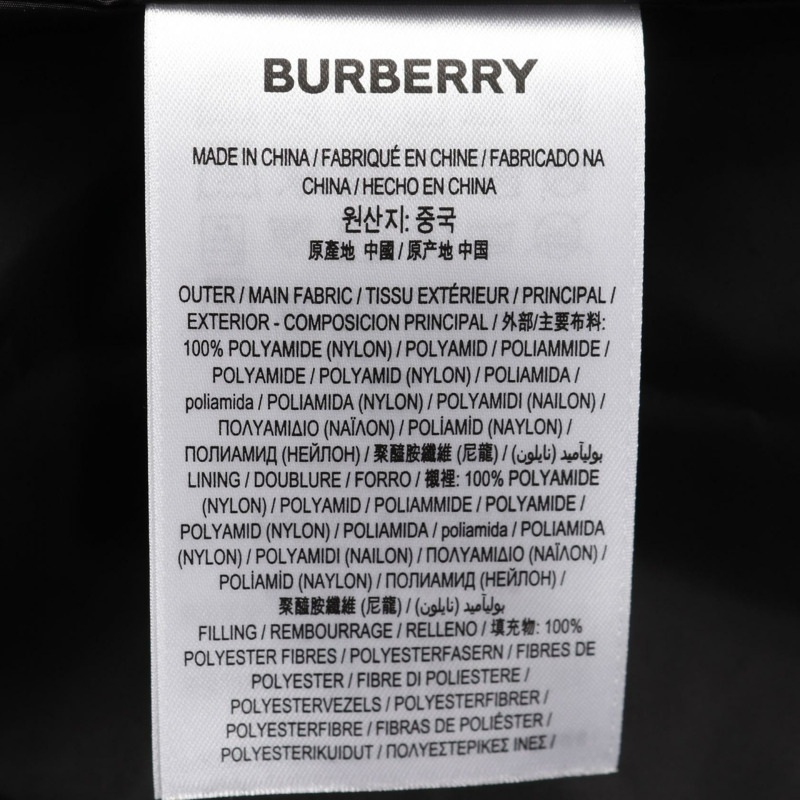 BURBERRY
MADE IN CHINA / FABRIQUÉ EN CHINE / FABRICADO NA
CHINA / HECHO EN CHINA
원산지: 중국
原產地 中國 / 原产地 中国
OUTER / MAIN FABRIC / TISSU EXTÉRIEUR / PRINCIPAL /
EXTERIOR - COMPOSICION PRINCIPAL / 外部/主要布料:
100% POLYAMIDE (NYLON) / POLYAMID / POLIAMMIDE /
POLYAMIDE / POLYAMID (NYLON) / POLIAMIDA /
poliamida / POLIAMIDA (NYLON) / POLYAMIDI (NAILON) /
ΠΟΛΥΑΜΙΔΙΟ (ΝΑΪΛΟΝ) / POLİAMİD (NAYLON) /
ПОЛИАМИД (НЕЙЛОН) / 聚醯胺纖維 (尼龍) / بوليآميد (نايلون)
LINING / DOUBLURE / FORRO / 襯裡: 100% POLYAMIDE
(NYLON) / POLYAMID / POLIAMMIDE / POLYAMIDE /
POLYAMID (NYLON) / POLIAMIDA / poliamida / POLIAMIDA
(NYLON) / POLYAMIDI (NAILON) / ΠΟΛΥΑΜΙΔΙΟ (ΝΑΪΛΟΝ) /
POLİAMİD (NAYLON) / ПОЛИАМИД (НЕЙЛОН) /
聚醯胺纖維 (尼龍) / بوليآميد (نايلون)
FILLING / REMBOURRAGE / RELLENO / 填充物: 100%
POLYESTER FIBRES / POLYESTERFASERN / FIBRES DE
POLYESTER / FIBRE DI POLIESTERE /
POLYESTERVEZELS / POLYESTERFIBRER /
POLYESTERFIBRE / FIBRAS DE POLIÉSTER /
POLYESTERIKUIDUT / ΠΟΛΥΕΣΤΕΡΙΚΕΣ ΙΝΕΣ /